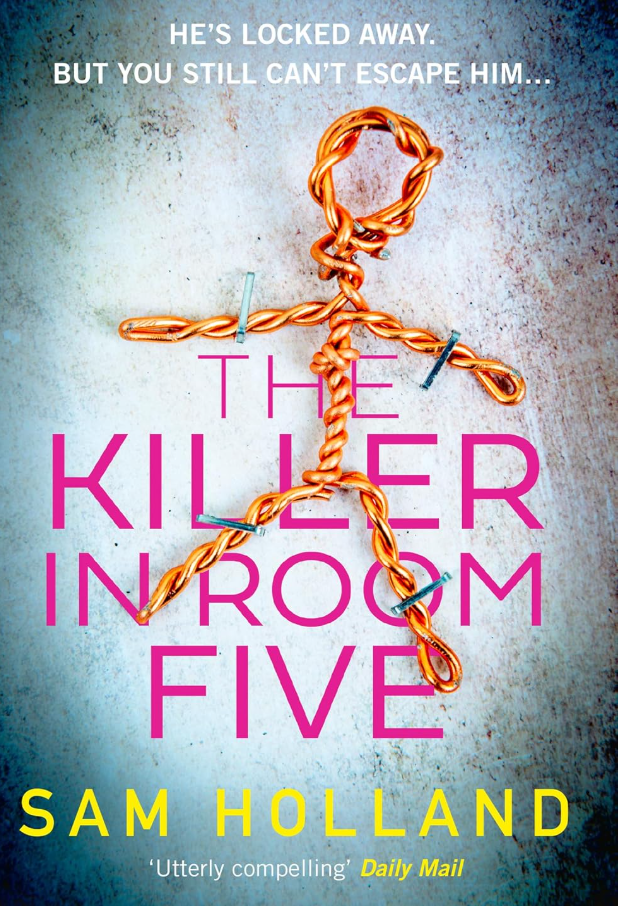 HE'S LOCKED AWAY.
BUT YOU STILL CAN'T ESCAPE HIM...
THE
KILLER
IN ROOM
FIVE
SAM HOLLAND
‘Utterly compelling’ Daily Mail